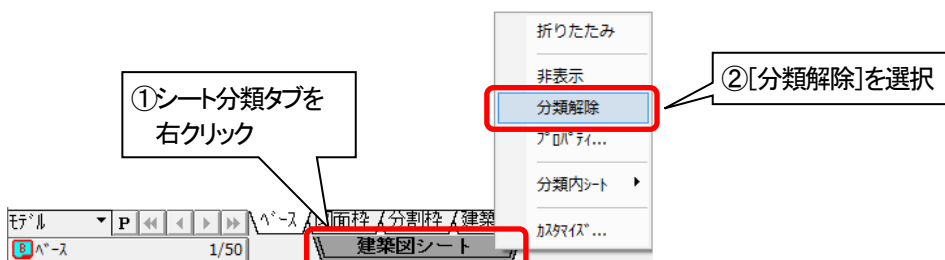 折りたたみ
非表示
分類解除
ﾌﾟﾛﾊﾟﾃｨ...
分類内ｼｰﾄ
ｶｽﾀﾏｲｽﾞ...
②[分類解除]を選択
①シート分類タブを
右クリック
ﾓﾃﾞﾙ P ﾍﾞｰｽ 図面枠 分割枠 建築
B ﾍﾞｰｽ 1/50 建築図シート